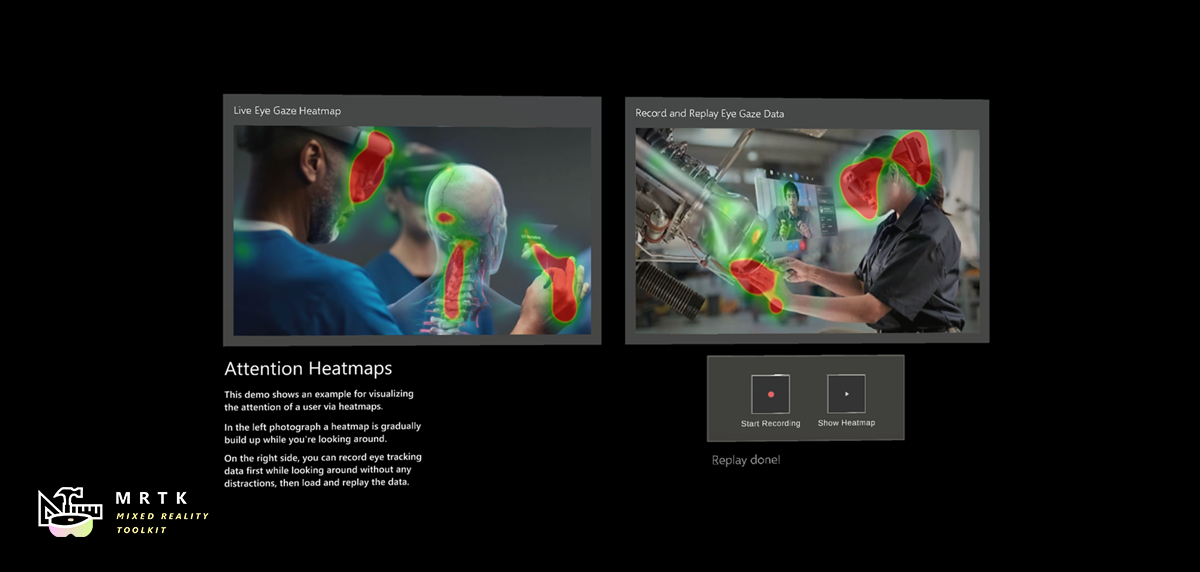 Live Eye Gaze Heatmap
Record and Replay Eye Gaze Data
Attention Heatmaps
This demo shows an example for visualizing
the attention of a user via heatmaps.
In the left photograph a heatmap is gradually
build up while you're looking around.
On the right side, you can record eye tracking
data first while looking around without any
distractions, then load and replay the data.
Start Recording
Show Heatmap
Replay done!
MRTK
MIXED REALITY
TOOLKIT